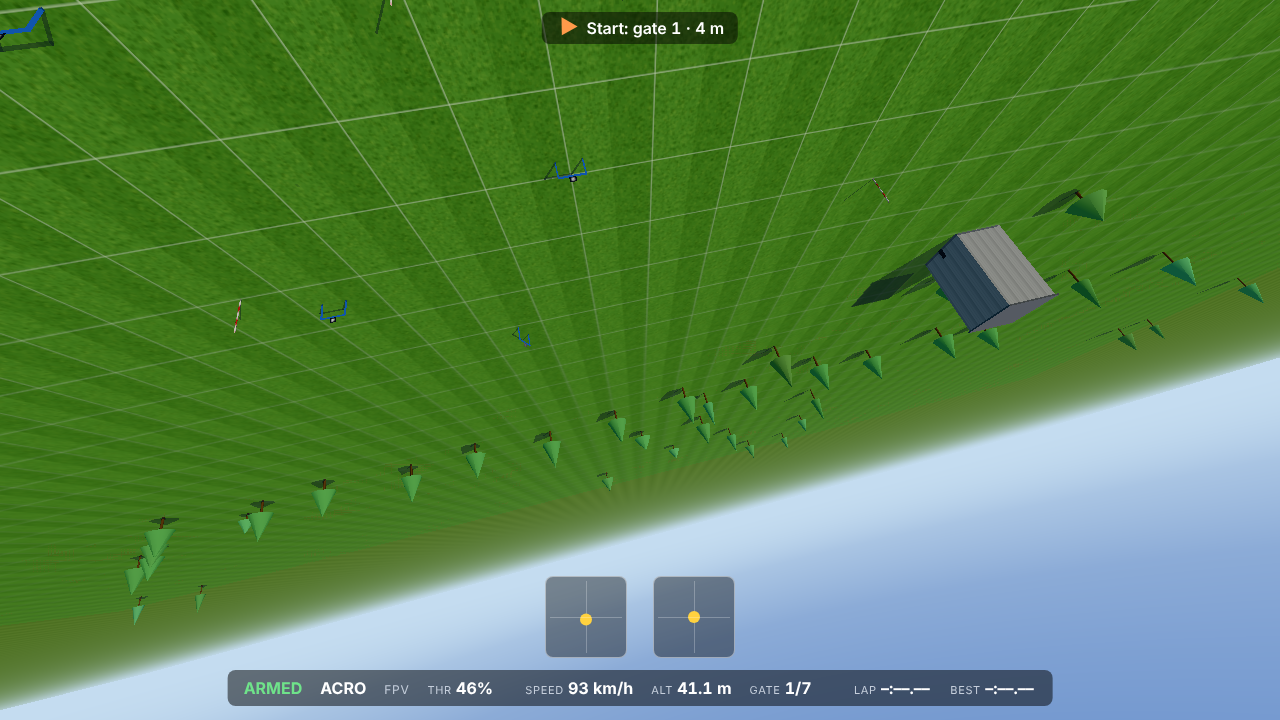 Start: gate 1 · 4 m
ARMED ACRO FPV THR 46% SPEED 93 km/h ALT 41.1 m GATE 1/7 LAP –:––.–– BEST –:––.––